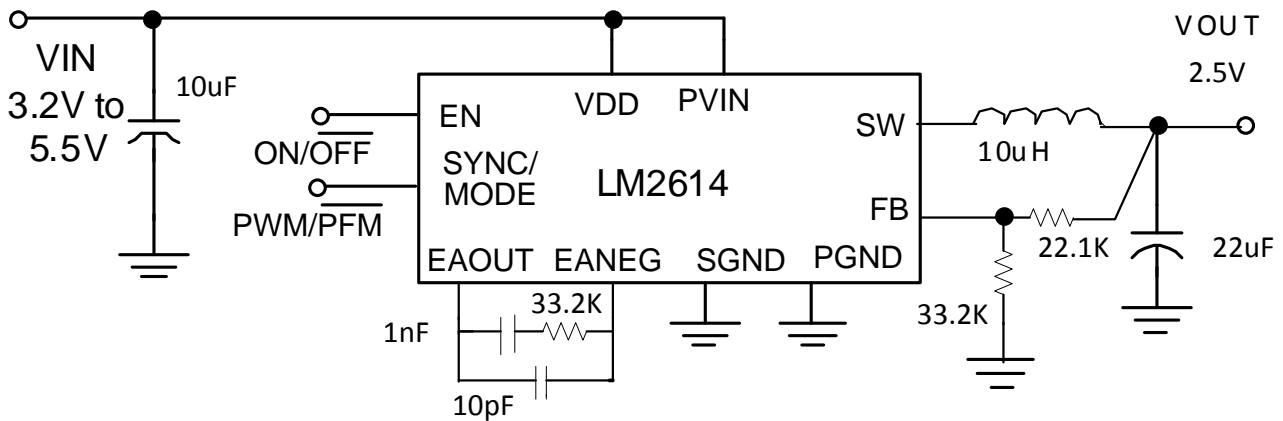 VIN
3.2V to
5.5V
10uF
ON/OFF
PWM/PFM
EN
SYNC/
MODE
VDD
PVIN
LM2614
SW
FB
EAOUT
EANEG
SGND
PGND
1nF
33.2K
10pF
10uH
22.1K
33.2K
22uF
VOUT
2.5V